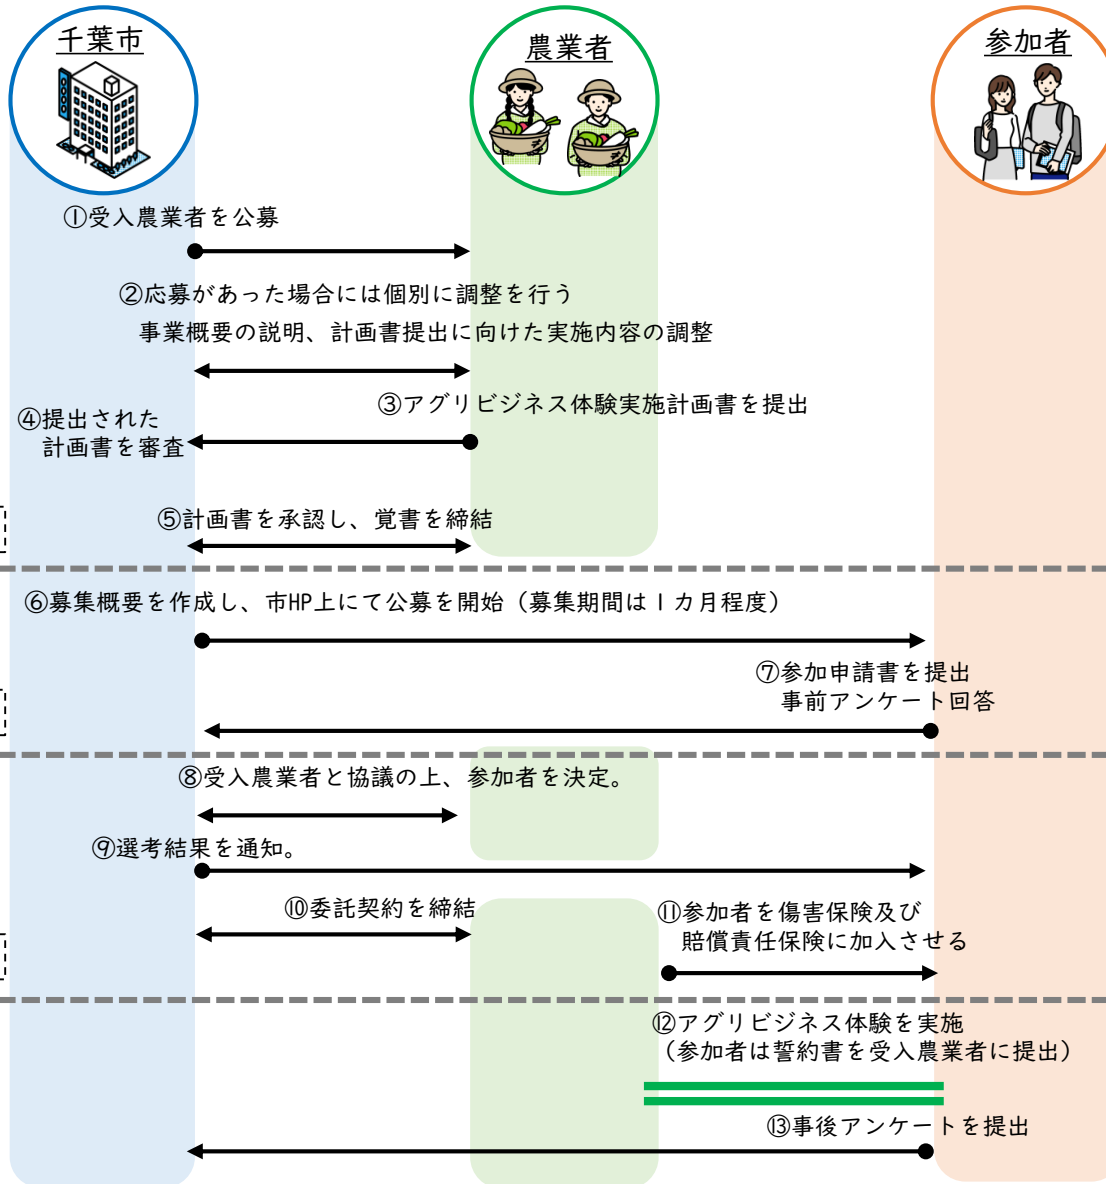 千葉市
農業者
参加者
①受入農業者を公募
②応募があった場合には個別に調整を行う
事業概要の説明、計画書提出に向けた実施内容の調整
③アグリビジネス体験実施計画書を提出
④提出された
計画書を審査
⑤計画書を承認し、覚書を締結
⑥募集概要を作成し、市HP上にて公募を開始（募集期間は1カ月程度）
⑦参加申請書を提出
事前アンケート回答
⑧受入農業者と協議の上、参加者を決定。
⑨選考結果を通知。
⑩委託契約を締結
⑪参加者を傷害保険及び
賠償責任保険に加入させる
⑫アグリビジネス体験を実施
（参加者は誓約書を受入農業者に提出）
⑬事後アンケートを提出